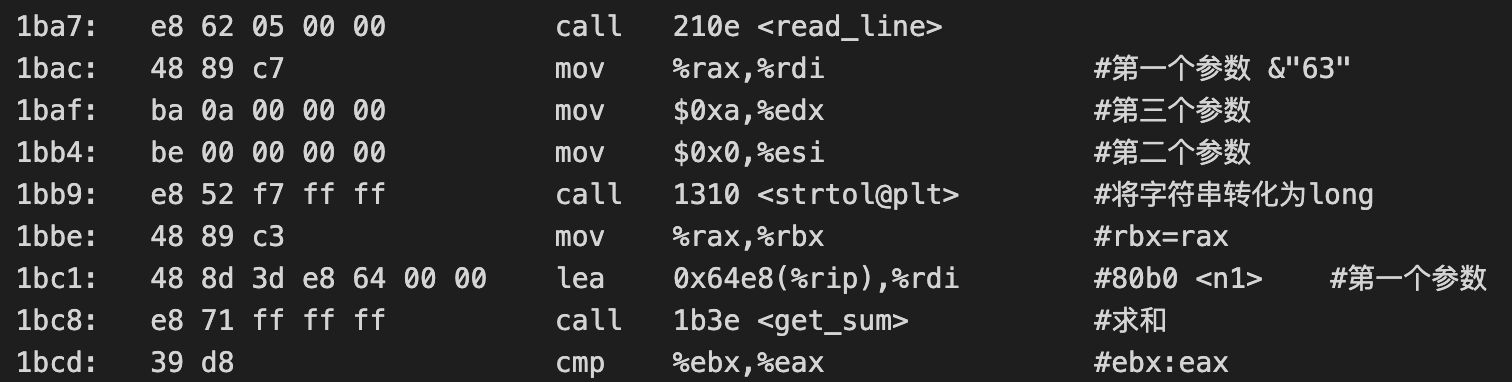 1ba7: e8 62 05 00 00 call 210e <read_line>
1bac: 48 89 c7 mov %rax,%rdi #第一个参数 &"63"
1baf: ba 0a 00 00 00 mov $0xa,%edx #第三个参数
1bb4: be 00 00 00 00 mov $0x0,%esi #第二个参数
1bb9: e8 52 f7 ff ff call 1310 <strtol@plt> #将字符串转化为long
1bbe: 48 89 c3 mov %rax,%rbx #rbx=rax
1bc1: 48 8d 3d e8 64 00 00 lea 0x64e8(%rip),%rdi #80b0 <n1> #第一个参数
1bc8: e8 71 ff ff ff call 1b3e <get_sum> #求和
1bcd: 39 d8 cmp %ebx,%eax #ebx:eax